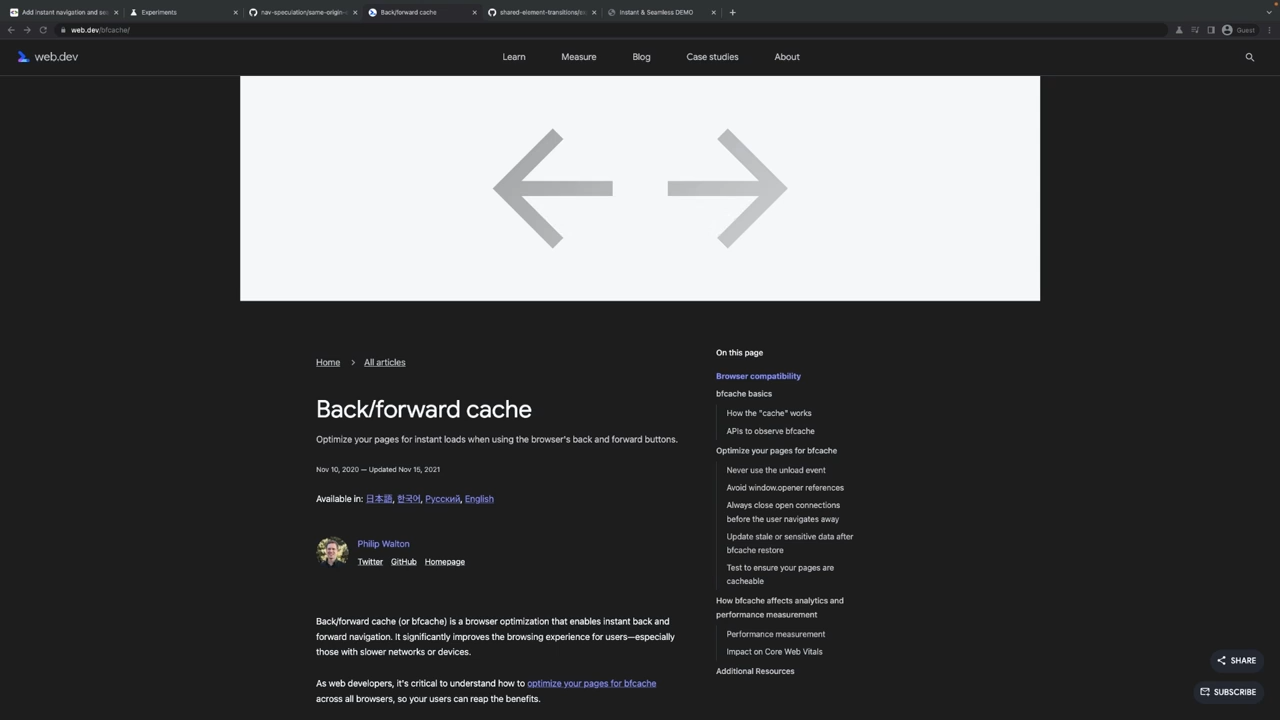 Add instant navigation and se
Experiments
nav-speculation/same-origin-
Back/forward cache
shared-element-transitions/
Instant & Seamless DEMO
web.dev/bfcache/
Guest
web.dev
Learn
Measure
Blog
Case studies
About
Home
All articles
Back/forward cache
Optimize your pages for instant loads when using the browser's back and forward buttons.
Nov 10, 2020 — Updated Nov 15, 2021
Available in: 日本語, 한국어, Русский, English
Philip Walton
Twitter GitHub Homepage
Back/forward cache (or bfcache) is a browser optimization that enables instant back and
forward navigation. It significantly improves the browsing experience for users—especially
those with slower networks or devices.
As web developers, it's critical to understand how to optimize your pages for bfcache
across all browsers, so your users can reap the benefits.
On this page
Browser compatibility
bfcache basics
How the "cache" works
APIs to observe bfcache
Optimize your pages for bfcache
Never use the unload event
Avoid window.opener references
Always close open connections
before the user navigates away
Update stale or sensitive data after
bfcache restore
Test to ensure your pages are
cacheable
How bfcache affects analytics and
performance measurement
Performance measurement
Impact on Core Web Vitals
Additional Resources
SHARE
SUBSCRIBE